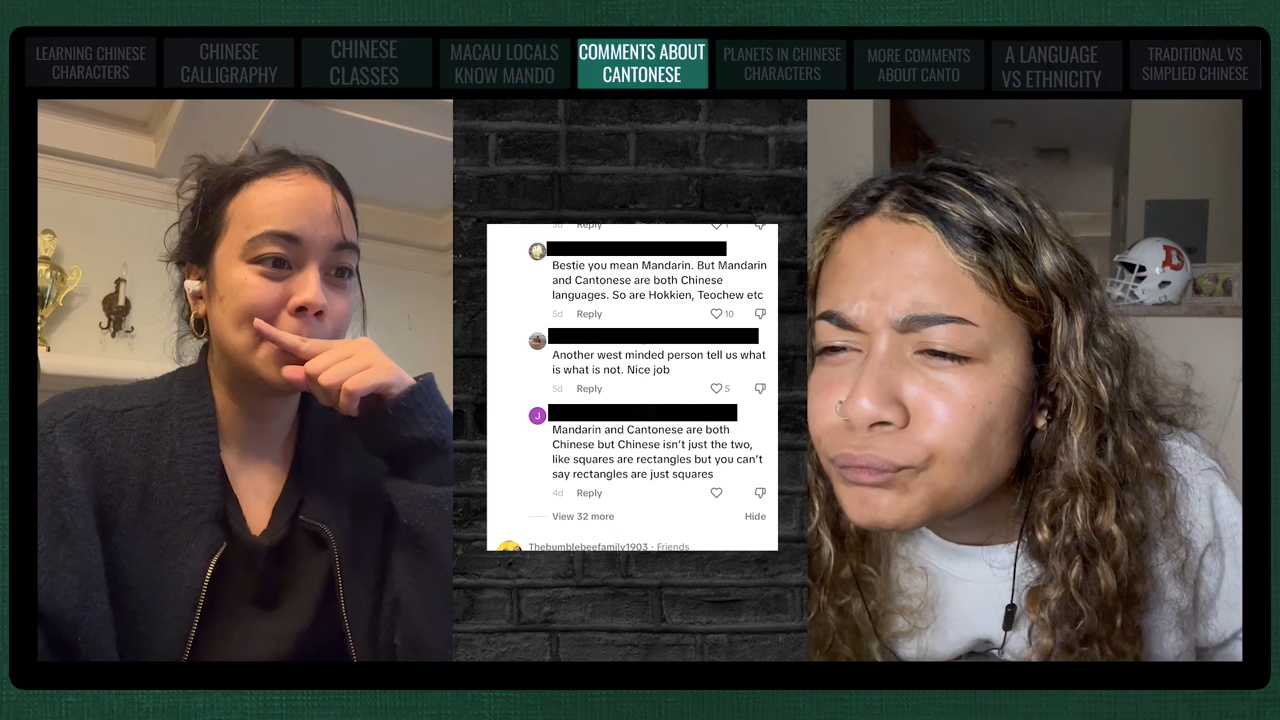 LEARNING CHINESE
CHARACTERS
CHINESE
CALLIGRAPHY
CHINESE
CLASSES
MACAU LOCALS
KNOW MANDO
COMMENTS ABOUT
CANTONESE
PLANETS IN CHINESE
CHARACTERS
MORE COMMENTS
ABOUT CANTO
A LANGUAGE
VS ETHNICITY
TRADITIONAL VS
SIMPLIED CHINESE
Reply
Bestie you mean Mandarin. But Mandarin
and Cantonese are both Chinese
languages. So are Hokkien, Teochew etc
5d Reply 10
Another west minded person tell us what
is what is not. Nice job
5d Reply 5
J
Mandarin and Cantonese are both
Chinese but Chinese isn't just the two,
like squares are rectangles but you can't
say rectangles are just squares
4d Reply
View 32 more Hide
Thebumblebeefamily1903 · Friends
D